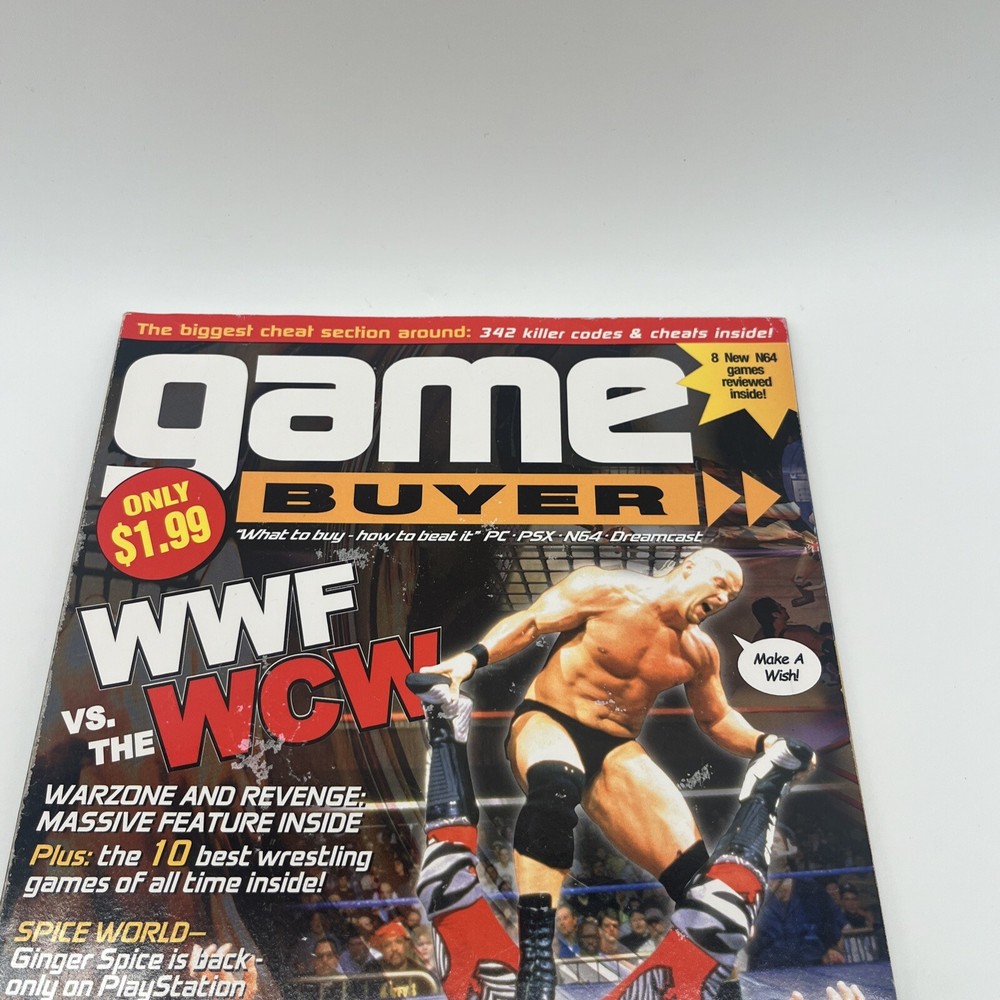 The biggest cheat section around: 342 killer codes & cheats inside!
game
BUYER
8 New N64
games
reviewed
inside!
ONLY
$1.99
"What to buy - how to beat it" PC · PSX · N64 · Dreamcast
WWF
VS.
THE WCW
Make A
Wish!
WARZONE AND REVENGE:
MASSIVE FEATURE INSIDE
Plus: the 10 best wrestling
games of all time inside!
SPICE WORLD—
Ginger Spice is back-
only on PlayStation